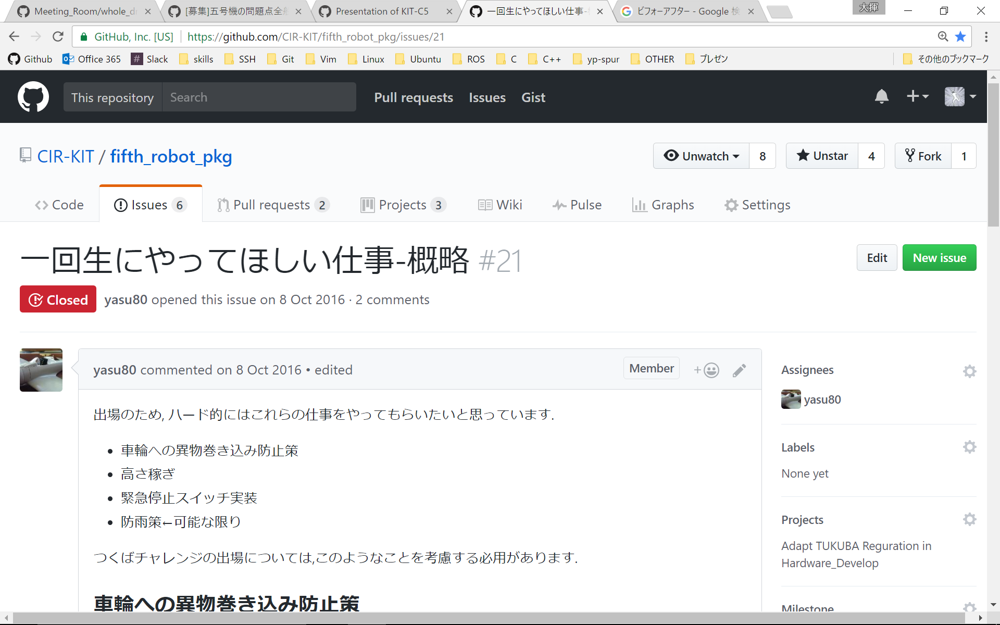 Meeting_Room/whole_d
[募集]五号機の問題点全
Presentation of KIT-C5
一回生にやってほしい仕事-
ビフォーアフター - Google 検
大揮
GitHub, Inc. [US]
https://github.com/CIR-KIT/fifth_robot_pkg/issues/21
Github
Office 365
Slack
skills
SSH
Git
Vim
Linux
Ubuntu
ROS
C
C++
yp-spur
OTHER
プレゼン
その他のブックマーク
This repository
Search
Pull requests
Issues
Gist
CIR-KIT / fifth_robot_pkg
Unwatch 8
Unstar 4
Fork 1
Code
Issues 6
Pull requests 2
Projects 3
Wiki
Pulse
Graphs
Settings
一回生にやってほしい仕事-概略 #21
Edit
New issue
Closed
yasu80 opened this issue on 8 Oct 2016 · 2 comments
yasu80 commented on 8 Oct 2016 • edited
Member
出場のため, ハード的にはこれらの仕事をやってもらいたいと思っています.
• 車輪への異物巻き込み防止策
• 高さ稼ぎ
• 緊急停止スイッチ実装
• 防雨策←可能な限り
つくばチャレンジの出場については,このようなことを考慮する必用があります.
車輪への異物巻き込み防止策
Assignees
yasu80
Labels
None yet
Projects
Adapt TUKUBA Reguration in
Hardware_Develop
Milestone